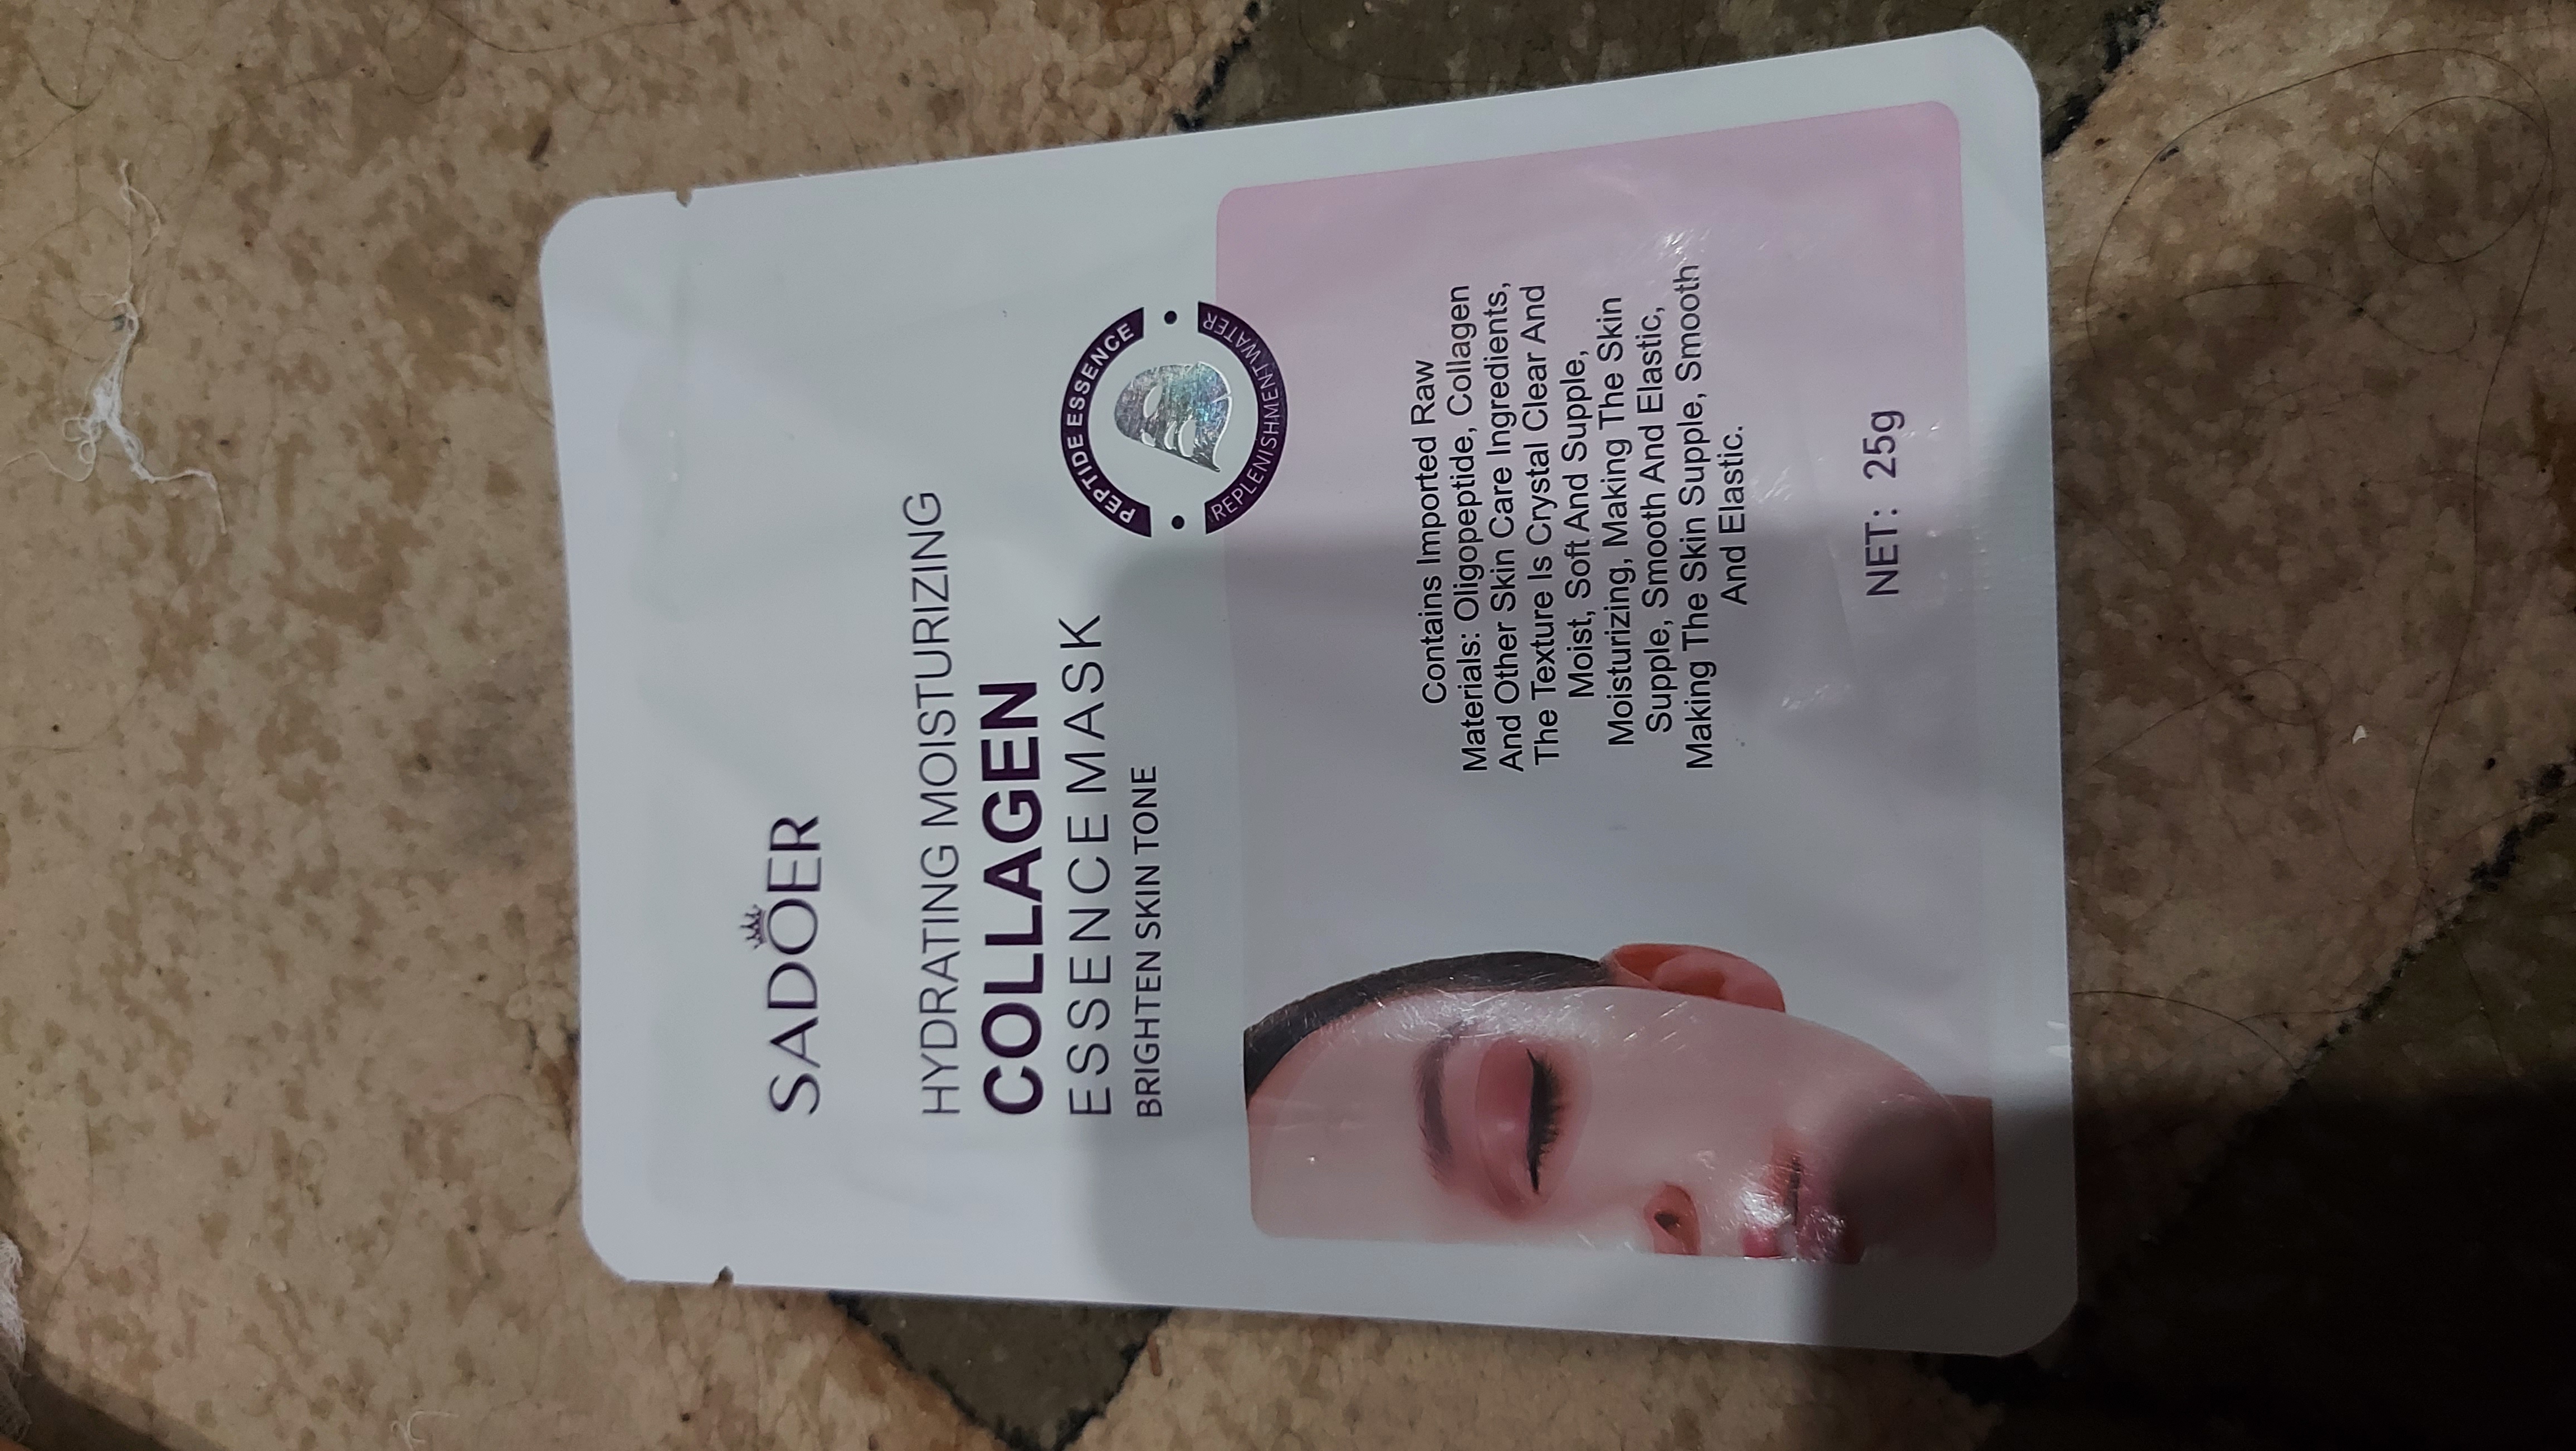 SADOER
HYDRATING MOISTURIZING
COLLAGEN
ESSENCE MASK
BRIGHTEN SKIN TONE
PEPTIDE ESSENCE
REPLENISHMENT WATER
Contains Imported Raw
Materials: Oligopeptide, Collagen
And Other Skin Care Ingredients,
The Texture Is Crystal Clear And
Moist, Soft And Supple,
Moisturizing, Making The Skin
Supple, Smooth And Elastic,
Making The Skin Supple, Smooth
And Elastic.
NET: 25g